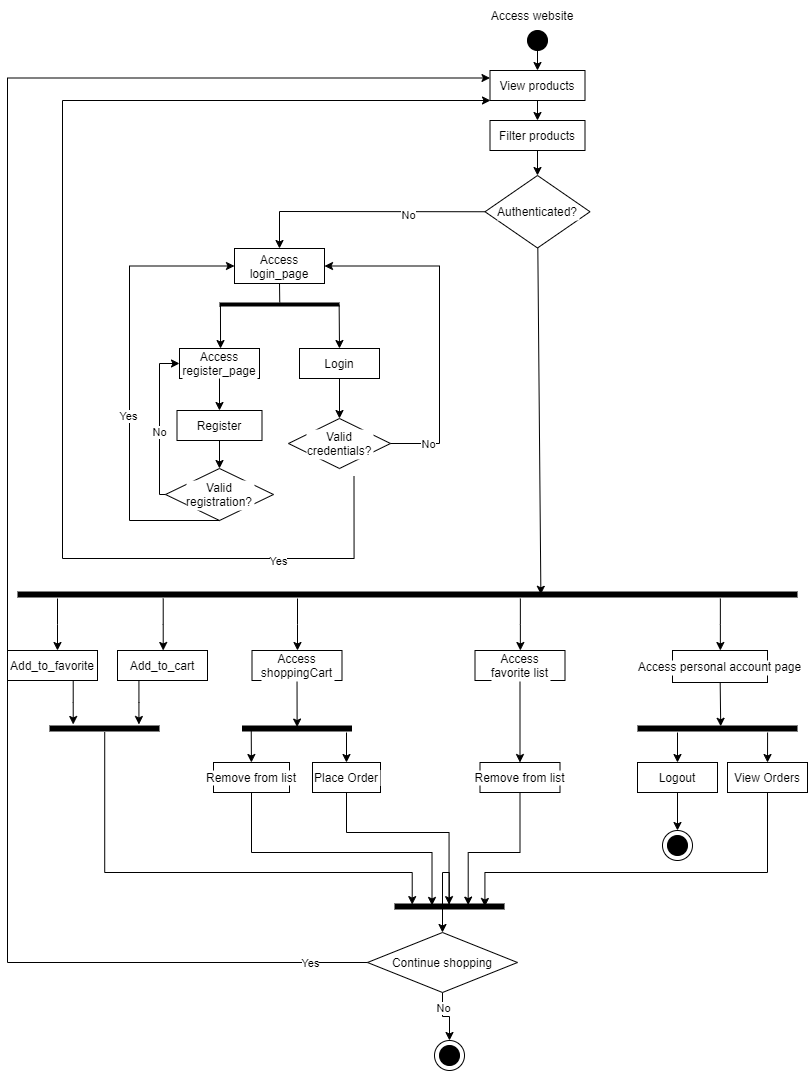 Access website
View products
Filter products
Authenticated?
No
Access
login_page
Access
register_page
Login
Yes
No
Register
Valid
credentials?
No
Valid
registration?
Yes
Add_to_favorite
Add_to_cart
Access
shoppingCart
Access
favorite list
Access personal account page
Remove from list
Place Order
Remove from list
Logout
View Orders
Continue shopping
Yes
No